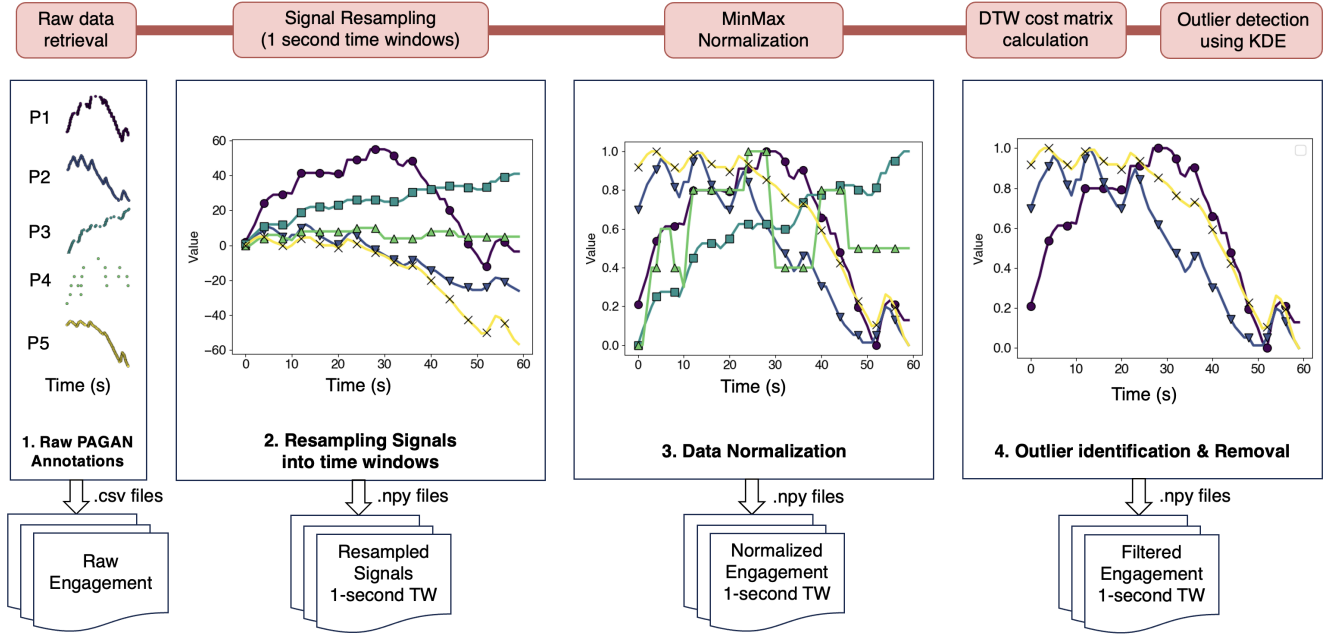 Raw data
retrieval
Signal Resampling
(1 second time windows)
MinMax
Normalization
DTW cost matrix
calculation
Outlier detection
using KDE
P1
P2
P3
P4
P5
Time (s)
1. Raw PAGAN
Annotations
60
40
20
0
−20
−40
−60
Value
0 10 20 30 40 50 60
Time (s)
2. Resampling Signals
into time windows
1.0
0.8
0.6
0.4
0.2
0.0
Value
0 10 20 30 40 50 60
Time (s)
3. Data Normalization
1.0
0.8
0.6
0.4
0.2
0.0
Value
0 10 20 30 40 50 60
Time (s)
4. Outlier identification & Removal
.csv files
.npy files
.npy files
.npy files
Raw
Engagement
Resampled
Signals
1-second TW
Normalized
Engagement
1-second TW
Filtered
Engagement
1-second TW